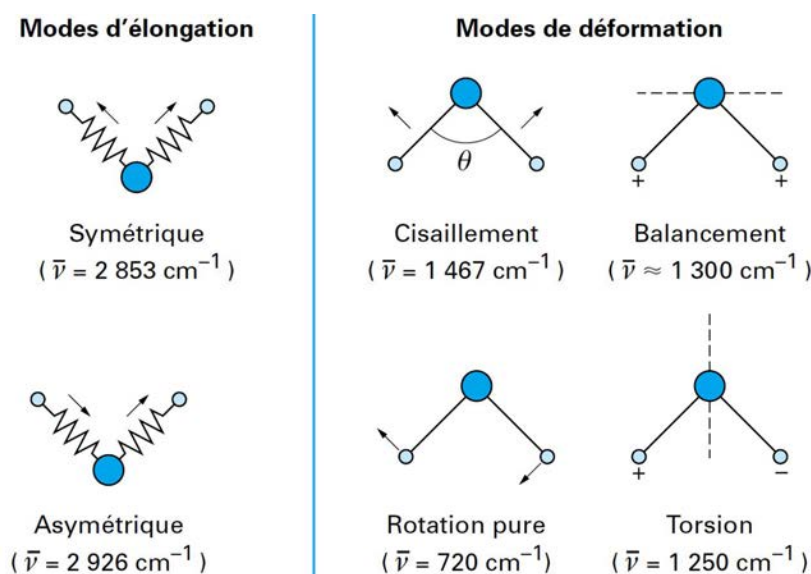 Modes d'élongation
Modes de déformation
θ
+
+
Symétrique
( ν̅ = 2 853 cm⁻¹ )
Cisaillement
( ν̅ = 1 467 cm⁻¹ )
Balancement
( ν̅ ≈ 1 300 cm⁻¹ )
+
−
Asymétrique
( ν̅ = 2 926 cm⁻¹ )
Rotation pure
( ν̅ = 720 cm⁻¹)
Torsion
( ν̅ = 1 250 cm⁻¹ )